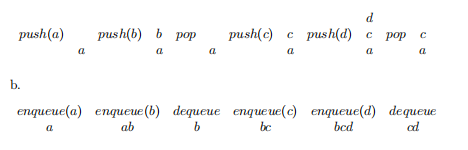 d
push(a) push(b) b pop push(c) c push(d) c pop c
a a a a a a
b.
enqueue(a) enqueue(b) dequeue enqueue(c) enqueue(d) dequeue
a ab b bc bcd cd